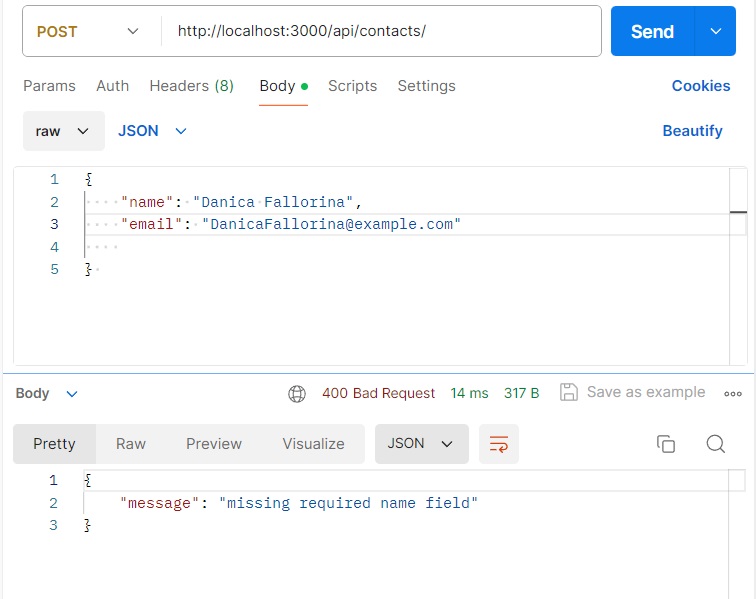 POST http://localhost:3000/api/contacts/ Send
Params Auth Headers (8) Body Scripts Settings Cookies
raw JSON Beautify
1 {
2 "name": "Danica Fallorina",
3 "email": "DanicaFallorina@example.com"
4
5 }
Body 400 Bad Request 14 ms 317 B Save as example
Pretty Raw Preview Visualize JSON
1 {
2 "message": "missing required name field"
3 }